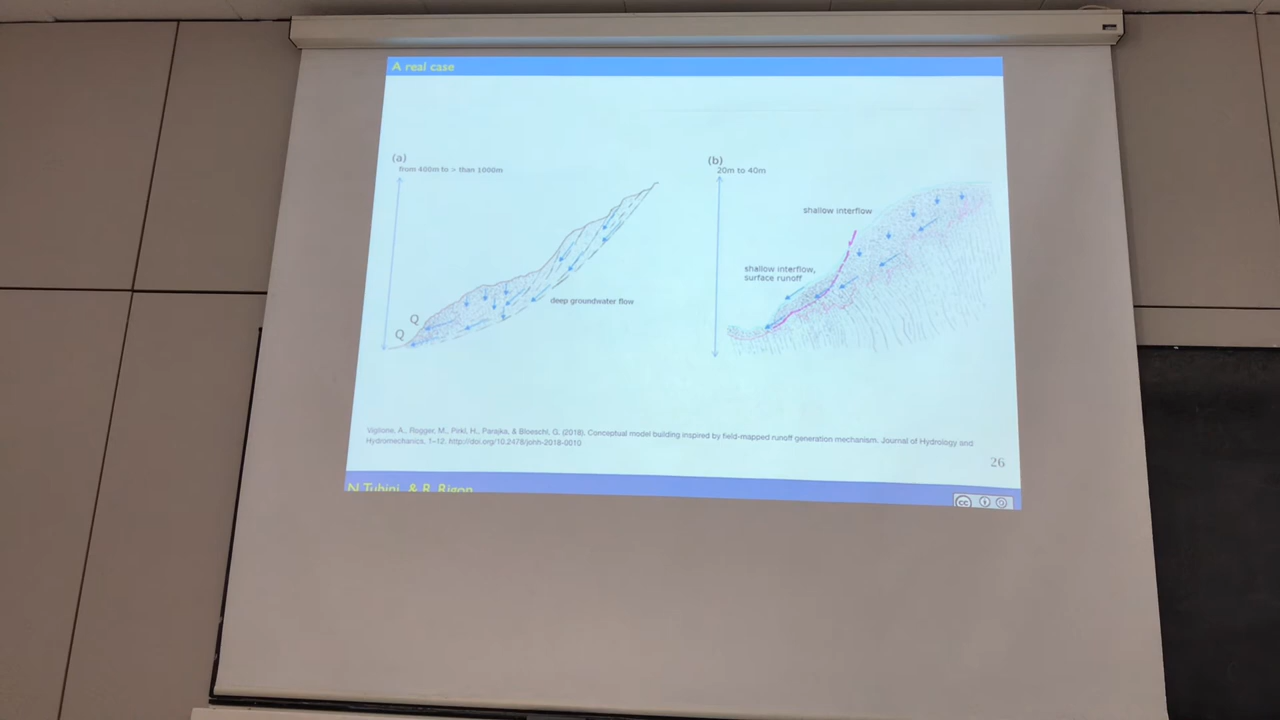 A real case
(a)
from 400m to > than 1000m
deep groundwater flow
Q
Q
(b)
20m to 40m
shallow interflow
shallow interflow,
surface runoff
Viglione, A., Rogger, M., Pirkl, H., Parajka, & Bloeschl, G. (2018). Conceptual model building inspired by field-mapped runoff generation mechanism. Journal of Hydrology and
Hydromechanics, 1–12. http://doi.org/10.2478/johh-2018-0010
26
N Tubini & R. Rigon
cc